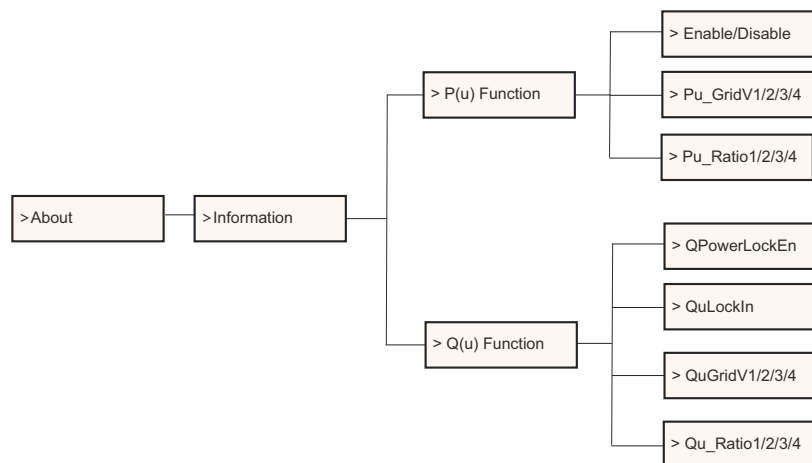 > Enable/Disable
> P(u) Function
> Pu_GridV1/2/3/4
> Pu_Ratio1/2/3/4
>About
>Information
> QPowerLockEn
> QuLockIn
> Q(u) Function
> QuGridV1/2/3/4
> Qu_Ratio1/2/3/4